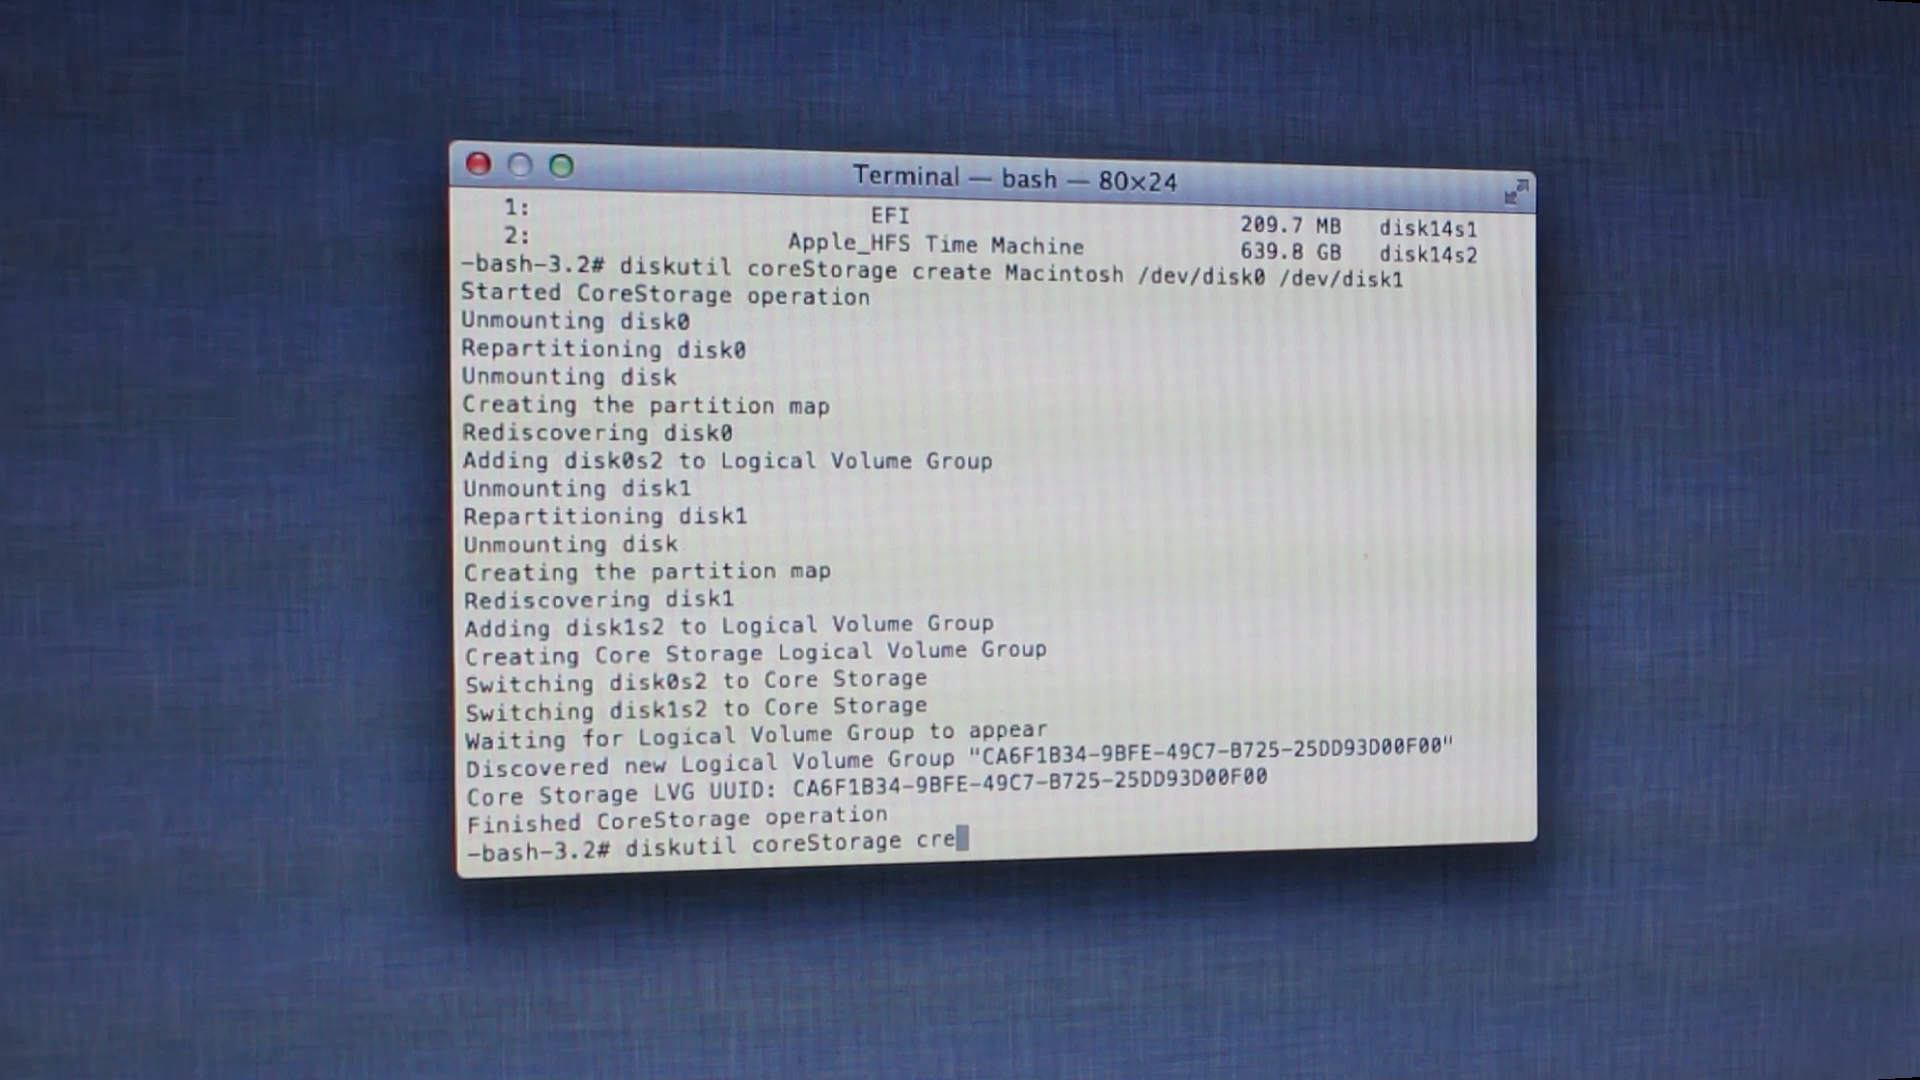 Terminal — bash — 80×24
1: EFI 209.7 MB disk14s1
2: Apple_HFS Time Machine 639.8 GB disk14s2
-bash-3.2# diskutil coreStorage create Macintosh /dev/disk0 /dev/disk1
Started CoreStorage operation
Unmounting disk0
Repartitioning disk0
Unmounting disk
Creating the partition map
Rediscovering disk0
Adding disk0s2 to Logical Volume Group
Unmounting disk1
Repartitioning disk1
Unmounting disk
Creating the partition map
Rediscovering disk1
Adding disk1s2 to Logical Volume Group
Creating Core Storage Logical Volume Group
Switching disk0s2 to Core Storage
Switching disk1s2 to Core Storage
Waiting for Logical Volume Group to appear
Discovered new Logical Volume Group "CA6F1B34-9BFE-49C7-B725-25DD93D00F00"
Core Storage LVG UUID: CA6F1B34-9BFE-49C7-B725-25DD93D00F00
Finished CoreStorage operation
-bash-3.2# diskutil coreStorage cre